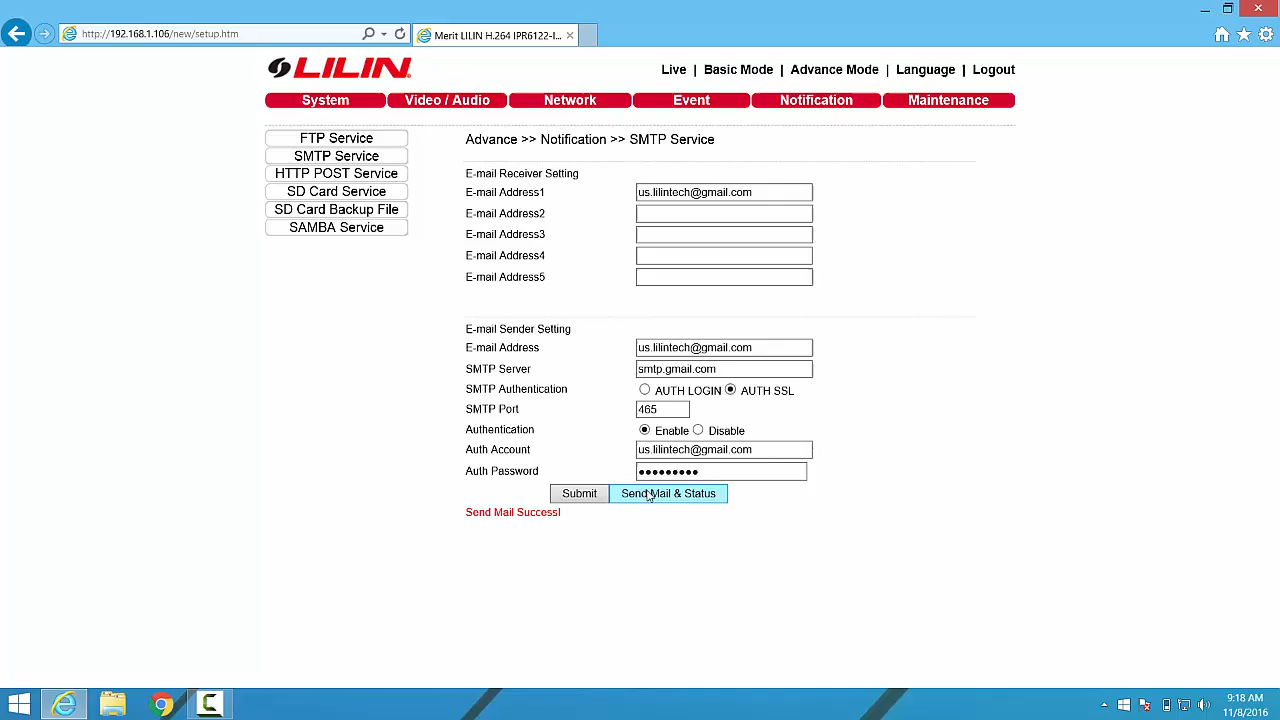 http://192.168.1.106/new/setup.htm
Merit LILIN H.264 IPR6122-I...
LILIN
Live | Basic Mode | Advance Mode | Language | Logout
System Video / Audio Network Event Notification Maintenance
FTP Service
SMTP Service
HTTP POST Service
SD Card Service
SD Card Backup File
SAMBA Service
Advance >> Notification >> SMTP Service
E-mail Receiver Setting
E-mail Address1 us.lilintech@gmail.com
E-mail Address2
E-mail Address3
E-mail Address4
E-mail Address5
E-mail Sender Setting
E-mail Address us.lilintech@gmail.com
SMTP Server smtp.gmail.com
SMTP Authentication AUTH LOGIN AUTH SSL
SMTP Port 465
Authentication Enable Disable
Auth Account us.lilintech@gmail.com
Auth Password •••••••••
Submit Send Mail & Status
Send Mail Success!
9:18 AM
11/8/2016